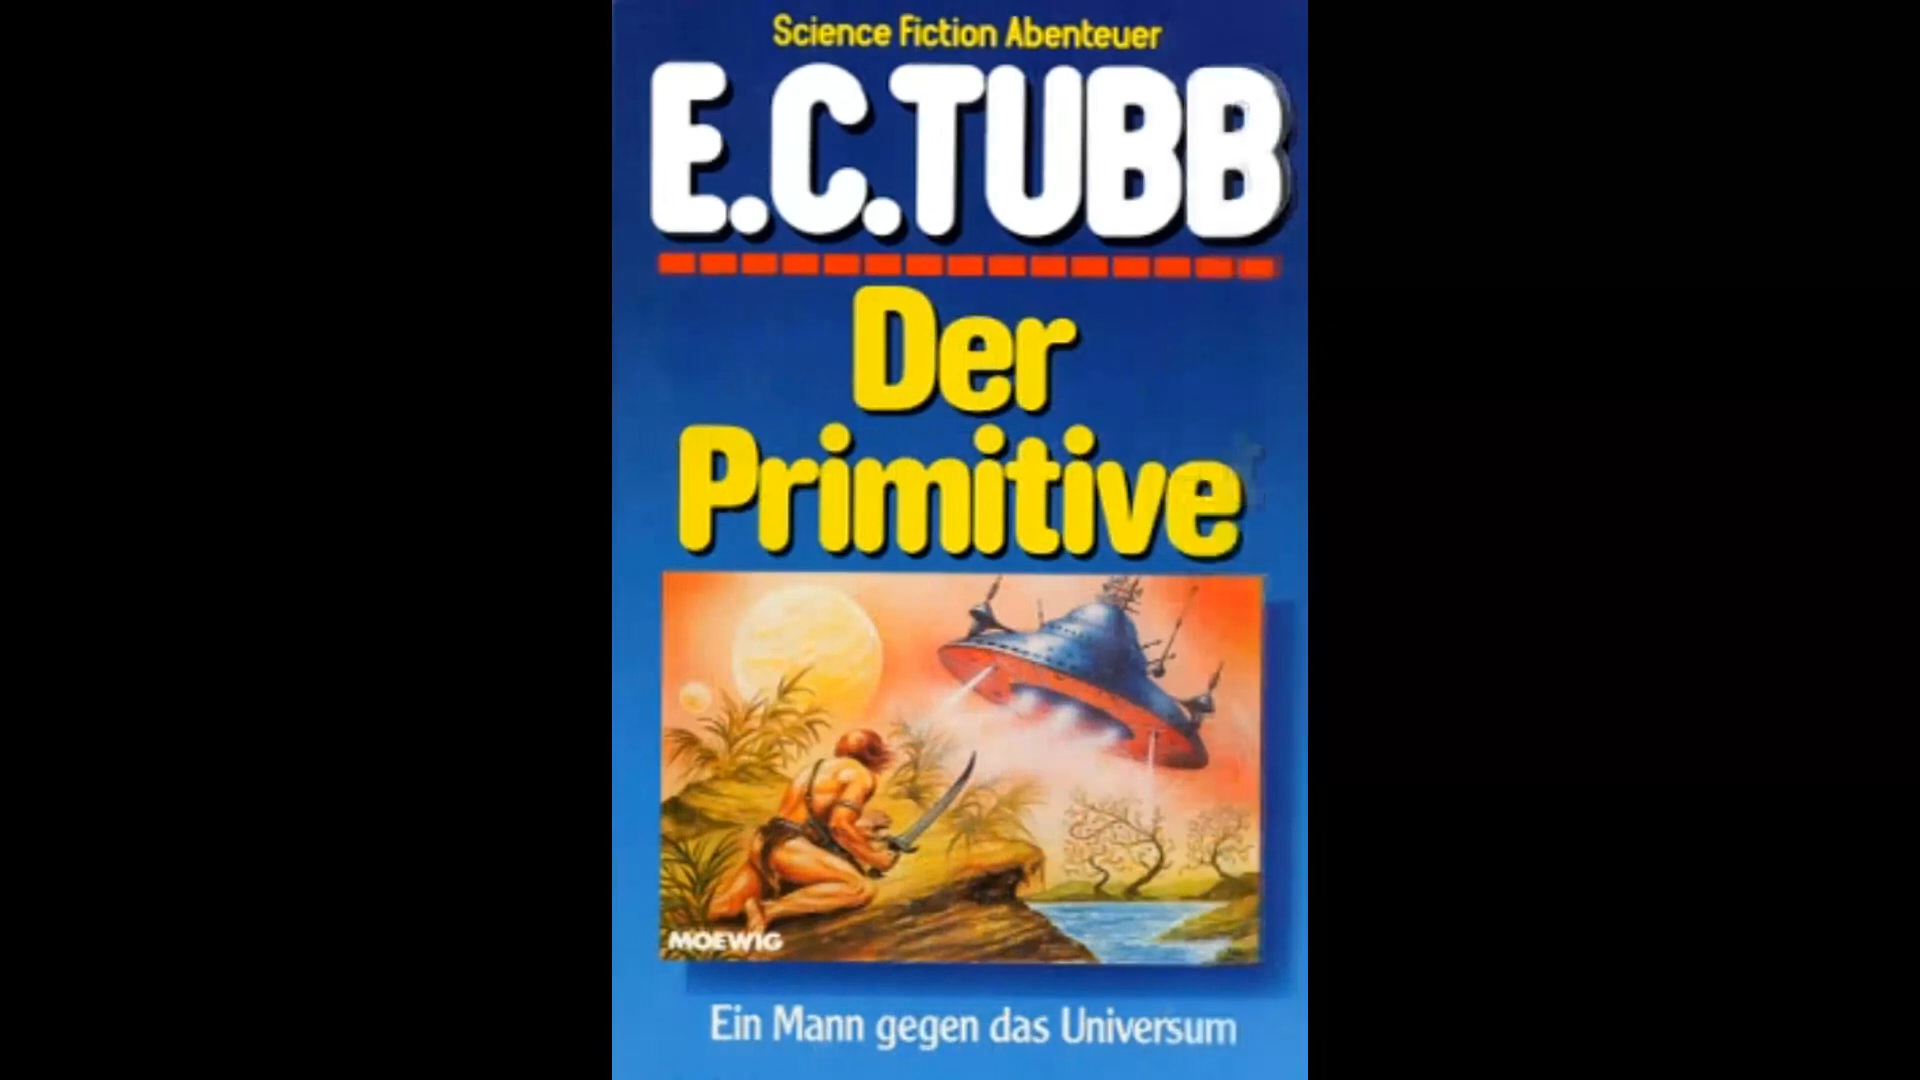 Science Fiction Abenteuer
E.C.TUBB
Der
Primitive
MOEWIG
Ein Mann gegen das Universum